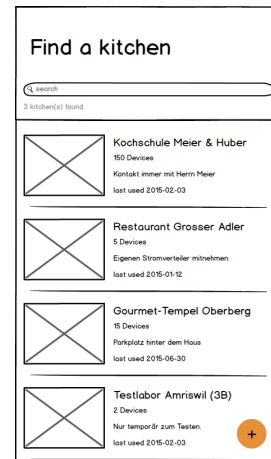 Find a kitchen
search
3 kitchen(s) found
Kochschule Meier & Huber
150 Devices
Kontakt immer mit Herrn Meier
last used 2015-02-03
Restaurant Grosser Adler
5 Devices
Eigenen Stromverteiler mitnehmen.
last used 2015-01-12
Gourmet-Tempel Oberberg
15 Devices
Parkplatz hinter dem Haus
last used 2015-06-30
Testlabor Amriswil (3B)
2 Devices
Nur temporär zum Testen.
last used 2015-02-03
+